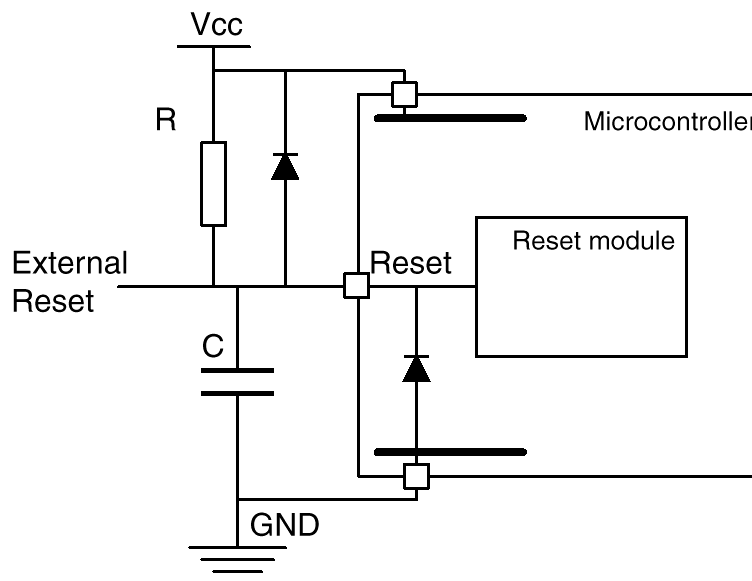 Vcc
R
Microcontroller
Reset module
External
Reset
Reset
C
GND